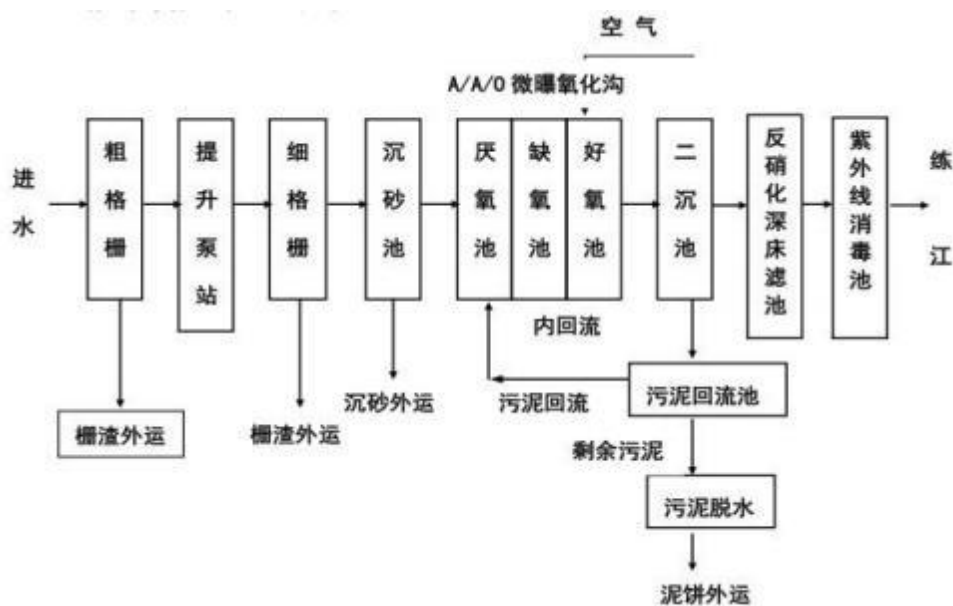 空 气
A/A/O 微曝氧化沟
进水
粗格栅
提升泵站
细格栅
沉砂池
厌氧池
缺氧池
好氧池
二沉池
反硝化深床滤池
紫外线消毒池
练江
内回流
栅渣外运
栅渣外运
沉砂外运
污泥回流
污泥回流池
剩余污泥
污泥脱水
泥饼外运